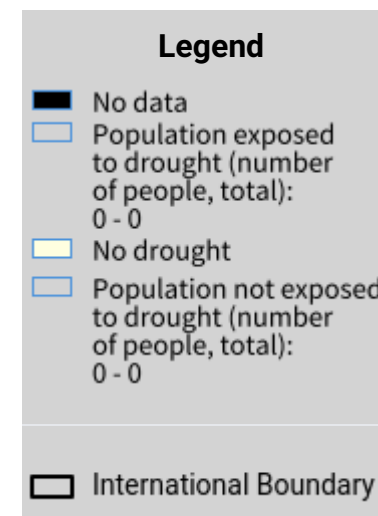 Legend
No data
Population exposed
to drought (number
of people, total):
0 - 0
No drought
Population not exposed
to drought (number
of people, total):
0 - 0
International Boundary